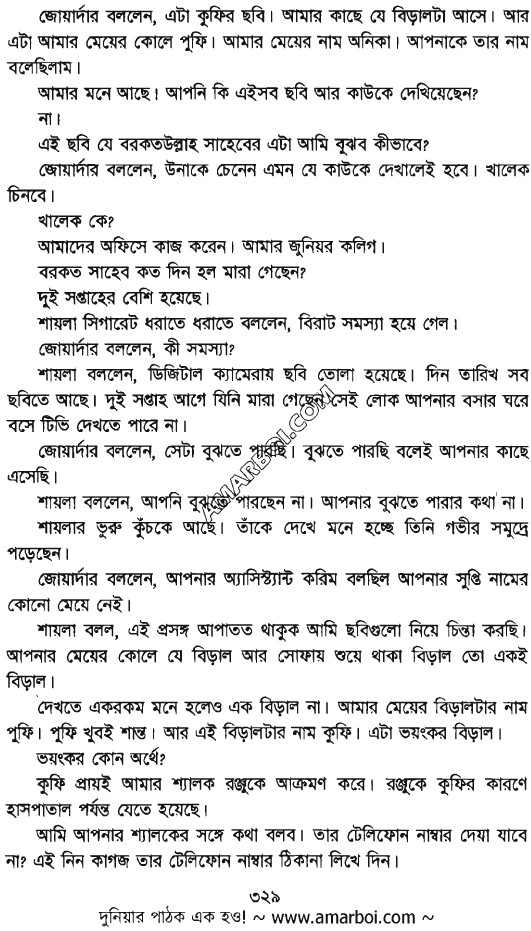 জোয়ার্দার বললেন, এটা কুফির ছবি। আমার কাছে যে বিড়ালটা আসে। আর
এটা আমার মেয়ের কোলে পুফি। আমার মেয়ের নাম অনিকা। আপনাকে তার নাম
বলেছিলাম।
আমার মনে আছে! আপনি কি এইসব ছবি আর কাউকে দেখিয়েছেন?
না।
এই ছবি যে বরকতউল্লাহ সাহেবের এটা আমি বুঝব কীভাবে?
জোয়ার্দার বললেন, উনাকে চেনেন এমন যে কাউকে দেখালেই হবে। খালেক
চিনবে।
খালেক কে?
আমাদের অফিসে কাজ করেন। আমার জুনিয়র কলিগ।
বরকত সাহেব কত দিন হল মারা গেছেন?
দুই সপ্তাহের বেশি হয়েছে।
শায়লা সিগারেট ধরাতে ধরাতে বললেন, বিরাট সমস্যা হয়ে গেল।
জোয়ার্দার বললেন, কী সমস্যা?
শায়লা বললেন, ডিজিটাল ক্যামেরায় ছবি তোলা হয়েছে। দিন তারিখ সব
ছবিতে আছে। দুই সপ্তাহ আগে যিনি মারা গেছেন সেই লোক আপনার বসার ঘরে
বসে টিভি দেখতে পারে না।
জোয়ার্দার বললেন, সেটা বুঝতে পারছি। বুঝতে পারছি বলেই আপনার কাছে
এসেছি।
শায়লা বললেন, আপনি বুঝতে পারছেন না। আপনার বুঝতে পারার কথা না।
শায়লার ভুরু কুঁচকে আছে। তাঁকে দেখে মনে হচ্ছে তিনি গভীর সমুদ্রে
পড়েছেন।
জোয়ার্দার বললেন, আপনার অ্যাসিস্ট্যান্ট করিম বলছিল আপনার সুপ্তি নামের
কোনো মেয়ে নেই।
শায়লা বলল, এই প্রসঙ্গ আপাতত থাকুক আমি ছবিগুলো নিয়ে চিন্তা করছি।
আপনার মেয়ের কোলে যে বিড়াল আর সোফায় শুয়ে থাকা বিড়াল তো একই
বিড়াল।
দেখতে একরকম মনে হলেও এক বিড়াল না। আমার মেয়ের বিড়ালটার নাম
পুফি। পুফি খুবই শান্ত। আর এই বিড়ালটার নাম কুফি। এটা ভয়ংকর বিড়াল।
ভয়ংকর কোন অর্থে?
কুফি প্রায়ই আমার শ্যালক রঞ্জুকে আক্রমণ করে। রঞ্জুকে কুফির কারণে
হাসপাতাল পর্যন্ত যেতে হয়েছে।
আমি আপনার শ্যালকের সঙ্গে কথা বলব। তার টেলিফোন নাম্বার দেয়া যাবে
না? এই নিন কাগজ তার টেলিফোন নাম্বার ঠিকানা লিখে দিন।
AMARBOI.COM
৩২৯
দুনিয়ার পাঠক এক হও! ~ www.amarboi.com ~